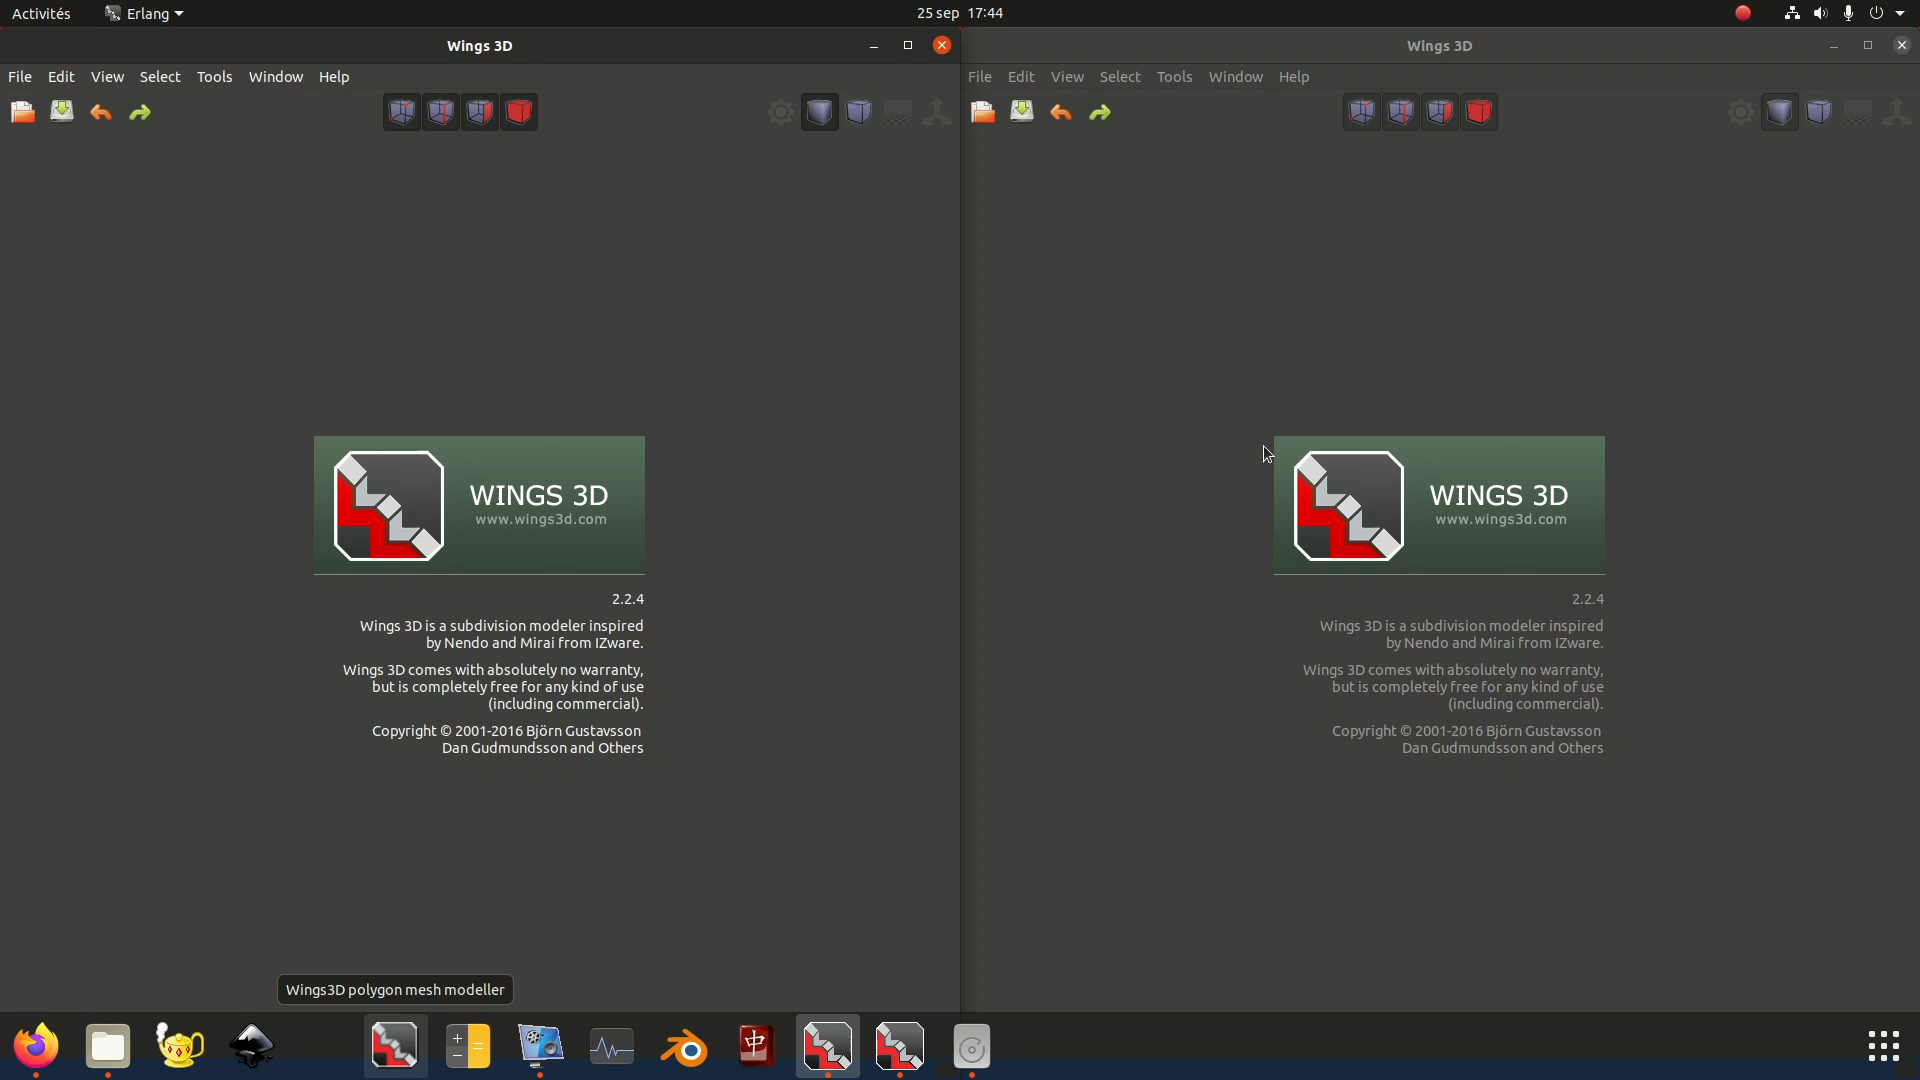 Activités Erlang 25 sep 17:44
Wings 3D
File Edit View Select Tools Window Help
WINGS 3D
www.wings3d.com
2.2.4
Wings 3D is a subdivision modeler inspired
by Nendo and Mirai from IZware.
Wings 3D comes with absolutely no warranty,
but is completely free for any kind of use
(including commercial).
Copyright © 2001-2016 Björn Gustavsson
Dan Gudmundsson and Others
Wings 3D
File Edit View Select Tools Window Help
WINGS 3D
www.wings3d.com
2.2.4
Wings 3D is a subdivision modeler inspired
by Nendo and Mirai from IZware.
Wings 3D comes with absolutely no warranty,
but is completely free for any kind of use
(including commercial).
Copyright © 2001-2016 Björn Gustavsson
Dan Gudmundsson and Others
Wings3D polygon mesh modeller
中